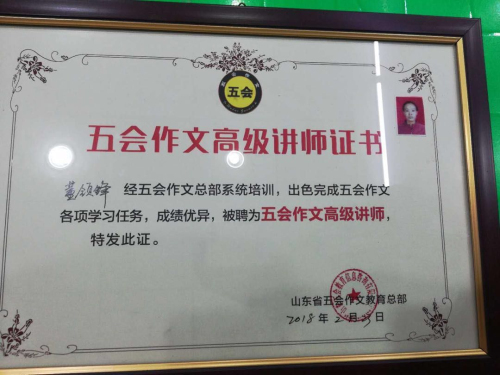 五会
五会作文高级讲师证书
经五会作文总部系统培训，出色完成五会作文
各项学习任务，成绩优异，被聘为五会作文高级讲师，
特发此证。
山东省五会作文教育总部
2018年2月 日